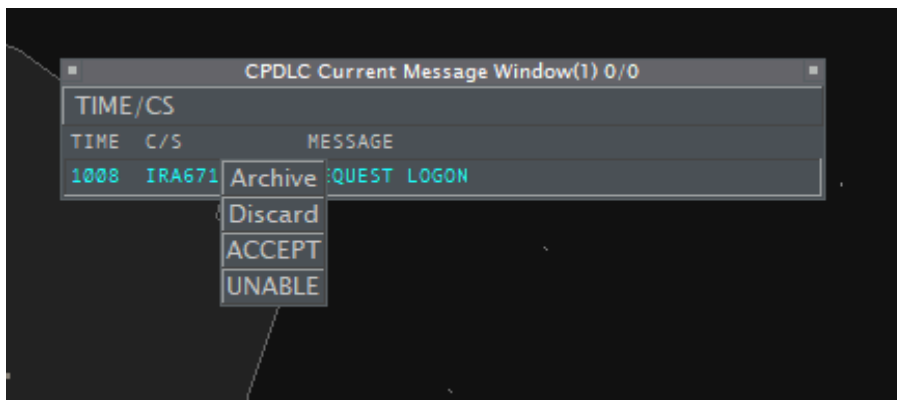 CPDLC Current Message Window(1) 0/0
TIME/CS
TIME C/S MESSAGE
1008 IRA671 EQUEST LOGON
Archive
Discard
ACCEPT
UNABLE